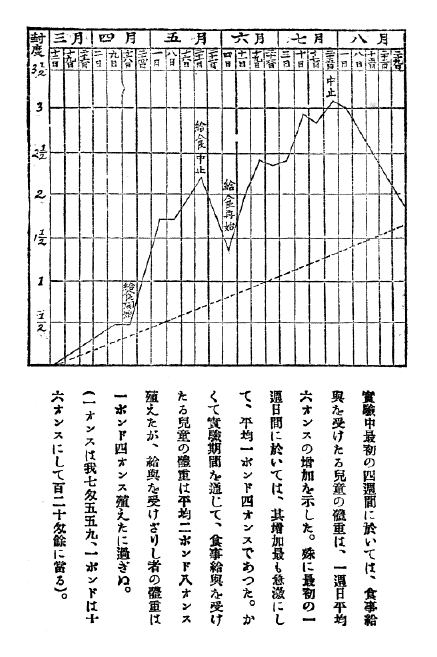 封度
三月 四月 五月 六月 七月 八月
3½
3
2½
2
1½
1
½
給食開始
給食中止
給食再始
中止
實驗中最初の四週間に於いては、食事給
與を受けたる兒童の體重は、一週日平均
六オンスの增加を示した。殊に最初の一
週日間に於いては、其增加最も急激にし
て、平均一ポンド四オンスであつた。か
くて實驗期間を通じて、食事給與を受け
たる兒童の體重は平均二ポンド八オンス
殖えたが、給與を受けざりし者の體重は
一ポンド四オンス殖えたに過ぎぬ。
(一オンスは我七匁五五九、一ポンドは十
六オンスにして百二十匁餘に當る)。